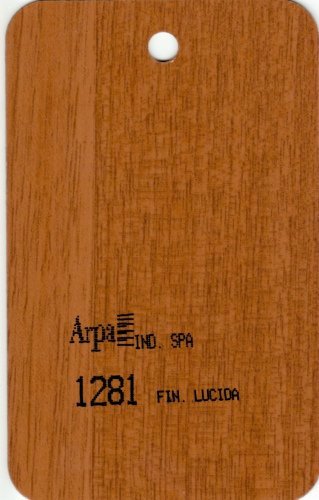 Arpa IND. SPA
1281 FIN. LUCIDA